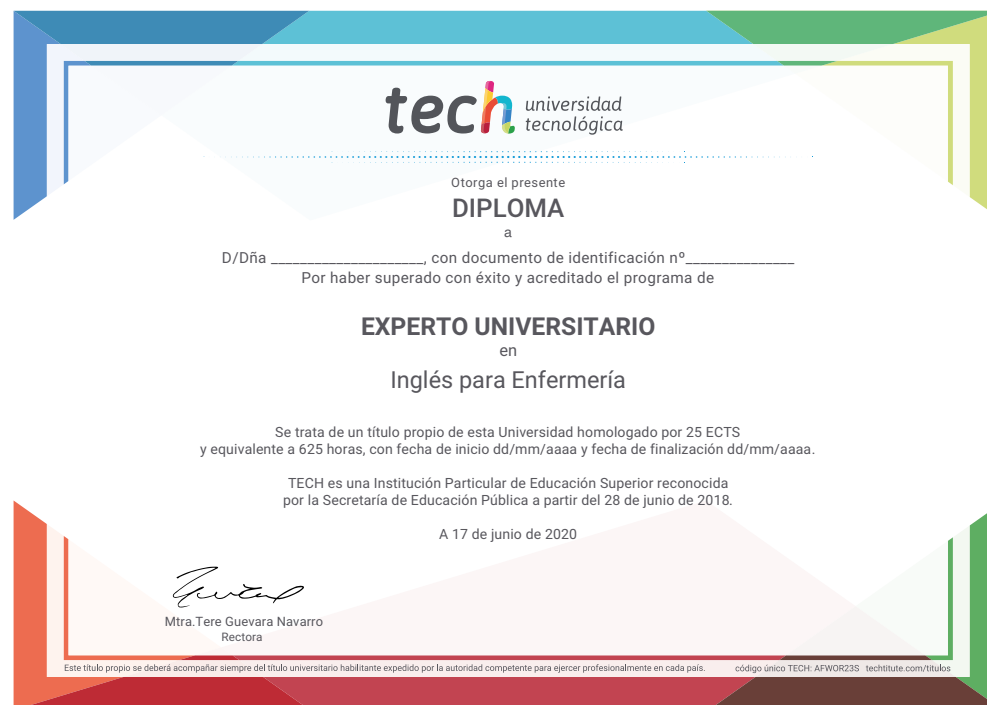 tech universidad
tecnológica
Otorga el presente
DIPLOMA
a
D/Dña _____________________, con documento de identificación nº_______________
Por haber superado con éxito y acreditado el programa de
EXPERTO UNIVERSITARIO
en
Inglés para Enfermería
Se trata de un título propio de esta Universidad homologado por 25 ECTS
y equivalente a 625 horas, con fecha de inicio dd/mm/aaaa y fecha de finalización dd/mm/aaaa.
TECH es una Institución Particular de Educación Superior reconocida
por la Secretaría de Educación Pública a partir del 28 de junio de 2018.
A 17 de junio de 2020
Mtra.Tere Guevara Navarro
Rectora
Este título propio se deberá acompañar siempre del título universitario habilitante expedido por la autoridad competente para ejercer profesionalmente en cada país. código único TECH: AFWOR23S techtitute.com/titulos